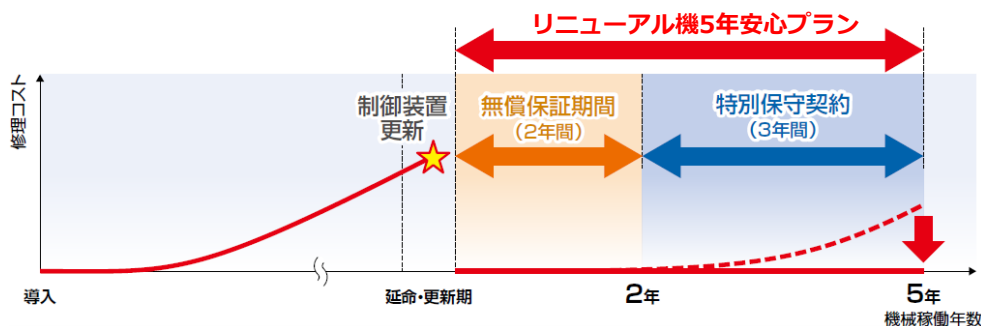 リニューアル機5年安心プラン
修理コスト
制御装置
更新
無償保証期間
(2年間)
特別保守契約
(3年間)
導入
延命・更新期
2年
5年
機械稼働年数